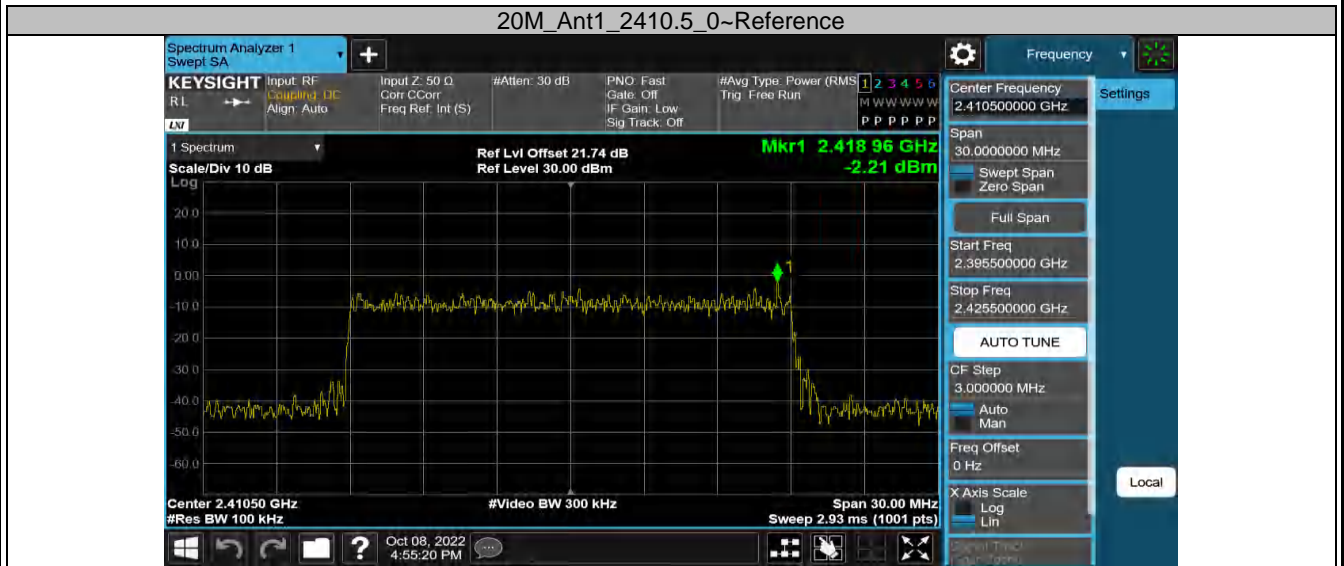 20M_Ant1_2410.5_0~Reference
Spectrum Analyzer 1
Swept SA
+
Frequency
KEYSIGHT
RL
LXI
Input: RF
Coupling: DC
Align: Auto
Input Z: 50 Ω
Corr CCorr
Freq Ref: Int (S)
#Atten: 30 dB
PNO: Fast
Gate: Off
IF Gain: Low
Sig Track: Off
#Avg Type: Power (RMS
Trig: Free Run
1 2 3 4 5 6
M W W W W W
P P P P P P
Center Frequency
2.410500000 GHz
Settings
1 Spectrum
Scale/Div 10 dB
Ref Lvl Offset 21.74 dB
Ref Level 30.00 dBm
Mkr1 2.418 96 GHz
-2.21 dBm
Span
30.0000000 MHz
Swept Span
Zero Span
Full Span
Start Freq
2.395500000 GHz
Stop Freq
2.425500000 GHz
AUTO TUNE
CF Step
3.000000 MHz
Auto
Man
Freq Offset
0 Hz
X Axis Scale
Log
Lin
Local
Log
20.0
10.0
0.00
-10.0
-20.0
-30.0
-40.0
-50.0
-60.0
1
Center 2.41050 GHz
#Res BW 100 kHz
#Video BW 300 kHz
Span 30.00 MHz
Sweep 2.93 ms (1001 pts)
?
Oct 08, 2022
4:55:20 PM